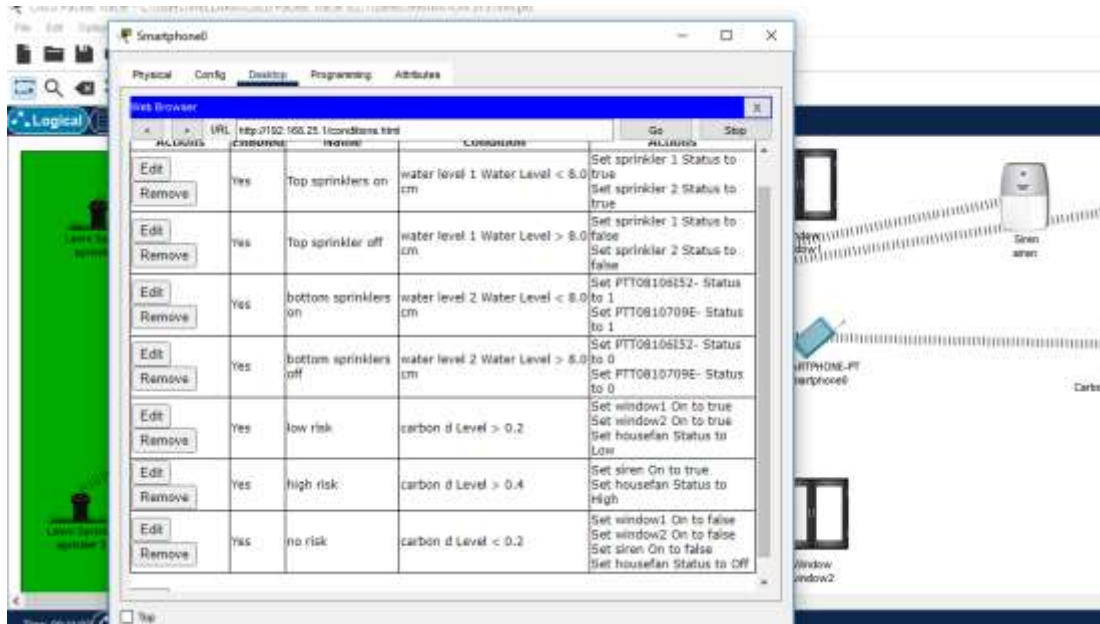 Smartphone0
Physical Config Desktop Programming Attributes
Web Browser
X
< > URL http://192.168.25.1/conditions.html Go Stop
Actions Enabled Name Condition Actions
Edit
Remove
Yes
Top sprinklers on
water level 1 Water Level < 8.0
cm
Set sprinkler 1 Status to
true
Set sprinkler 2 Status to
true
Edit
Remove
Yes
Top sprinkler off
water level 1 Water Level > 8.0
cm
Set sprinkler 1 Status to
false
Set sprinkler 2 Status to
false
Edit
Remove
Yes
bottom sprinklers
on
water level 2 Water Level < 8.0
cm
Set PTT08106I52- Status
to 1
Set PTT0810709E- Status
to 1
Edit
Remove
Yes
bottom sprinklers
off
water level 2 Water Level > 8.0
cm
Set PTT08106I52- Status
to 0
Set PTT0810709E- Status
to 0
Edit
Remove
Yes
low risk
carbon d Level > 0.2
Set window1 On to true
Set window2 On to true
Set housefan Status to
Low
Edit
Remove
Yes
high risk
carbon d Level > 0.4
Set siren On to true
Set housefan Status to
High
Edit
Remove
Yes
no risk
carbon d Level < 0.2
Set window1 On to false
Set window2 On to false
Set siren On to false
Set housefan Status to Off
Top
Logical
Siren
siren
Window
window2